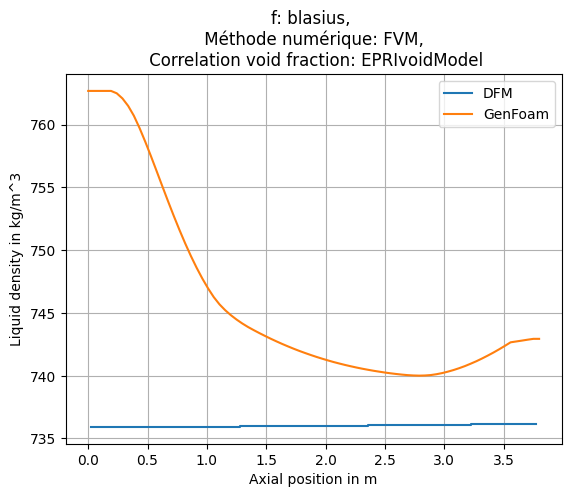 f: blasius,
Méthode numérique: FVM,
Correlation void fraction: EPRIvoidModel
DFM
GenFoam
Liquid density in kg/m^3
760
755
750
745
740
735
0.0 0.5 1.0 1.5 2.0 2.5 3.0 3.5
Axial position in m